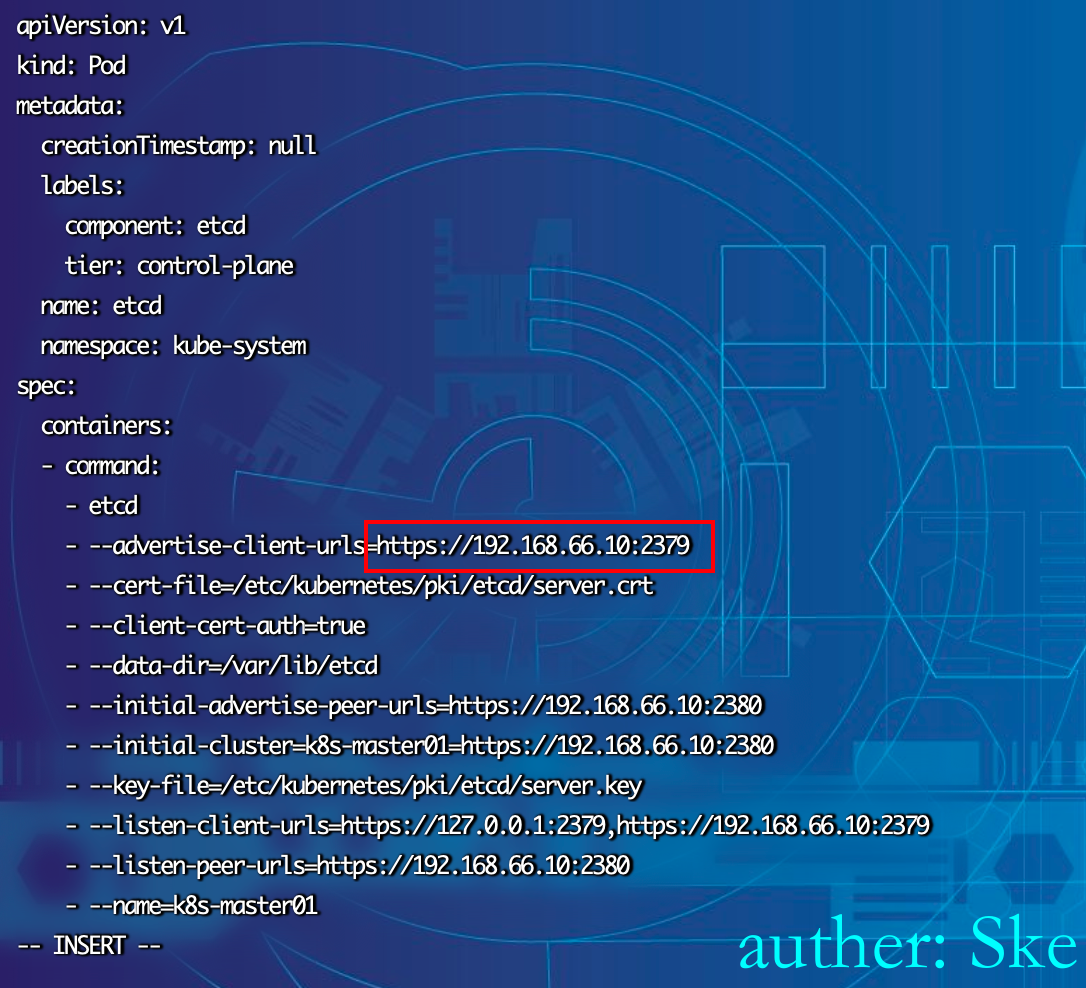 apiVersion: v1
kind: Pod
metadata:
  creationTimestamp: null
  labels:
    component: etcd
    tier: control-plane
  name: etcd
  namespace: kube-system
spec:
  containers:
  - command:
    - etcd
    - --advertise-client-urls=https://192.168.66.10:2379
    - --cert-file=/etc/kubernetes/pki/etcd/server.crt
    - --client-cert-auth=true
    - --data-dir=/var/lib/etcd
    - --initial-advertise-peer-urls=https://192.168.66.10:2380
    - --initial-cluster=k8s-master01=https://192.168.66.10:2380
    - --key-file=/etc/kubernetes/pki/etcd/server.key
    - --listen-client-urls=https://127.0.0.1:2379,https://192.168.66.10:2379
    - --listen-peer-urls=https://192.168.66.10:2380
    - --name=k8s-master01
-- INSERT --
auther: Ske